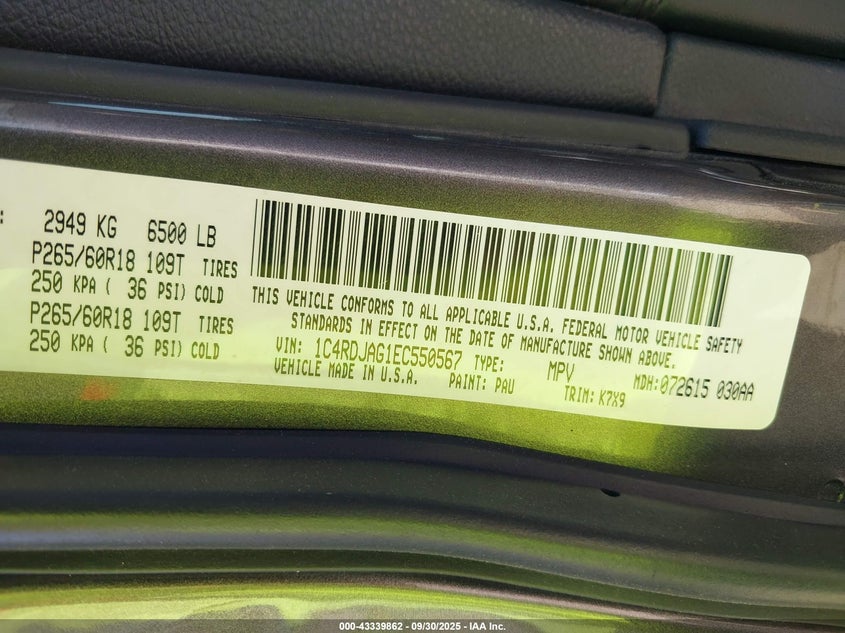 :
2949 KG 6500 LB
P265/60R18 109T TIRES
250 KPA ( 36 PSI) COLD
P265/60R18 109T TIRES
250 KPA ( 36 PSI) COLD
THIS VEHICLE CONFORMS TO ALL APPLICABLE U.S.A. FEDERAL MOTOR VEHICLE SAFETY
STANDARDS IN EFFECT ON THE DATE OF MANUFACTURE SHOWN ABOVE.
VIN: 1C4RDJAG1EC550567 TYPE: MPV MDH:072615 030AA
VEHICLE MADE IN U.S.A. PAINT: PAU TRIM: K7X9
000-43339862 - 09/30/2025 - IAA Inc.